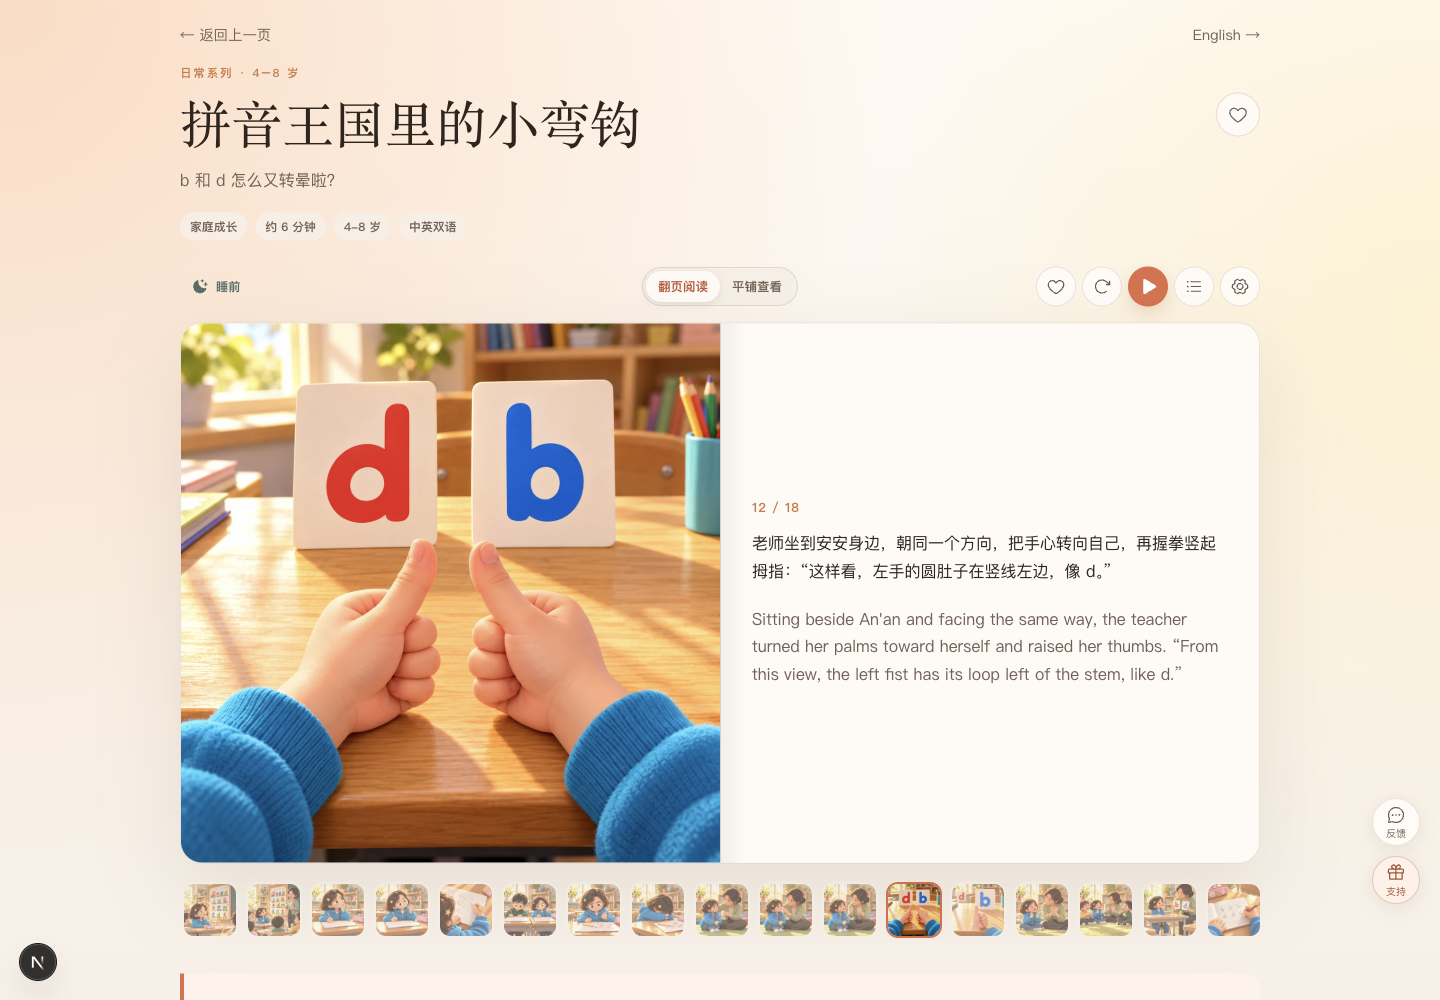 ← 返回上一页
English →
日常系列 · 4—8 岁
拼音王国里的小弯钩
b 和 d 怎么又转晕啦？
家庭成长
约 6 分钟
4–8 岁
中英双语
睡前
翻页阅读
平铺查看
d
b
12 / 18
老师坐到安安身边，朝同一个方向，把手心转向自己，再握拳竖起
拇指：“这样看，左手的圆肚子在竖线左边，像 d。”
Sitting beside An'an and facing the same way, the teacher
turned her palms toward herself and raised her thumbs. “From
this view, the left fist has its loop left of the stem, like d.”
反馈
支持
d b
b
N